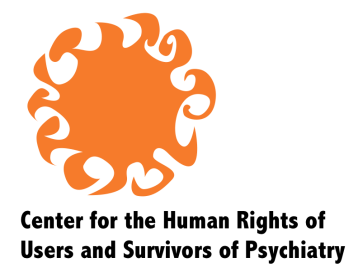 Center for the Human Rights of
Users and Survivors of Psychiatry